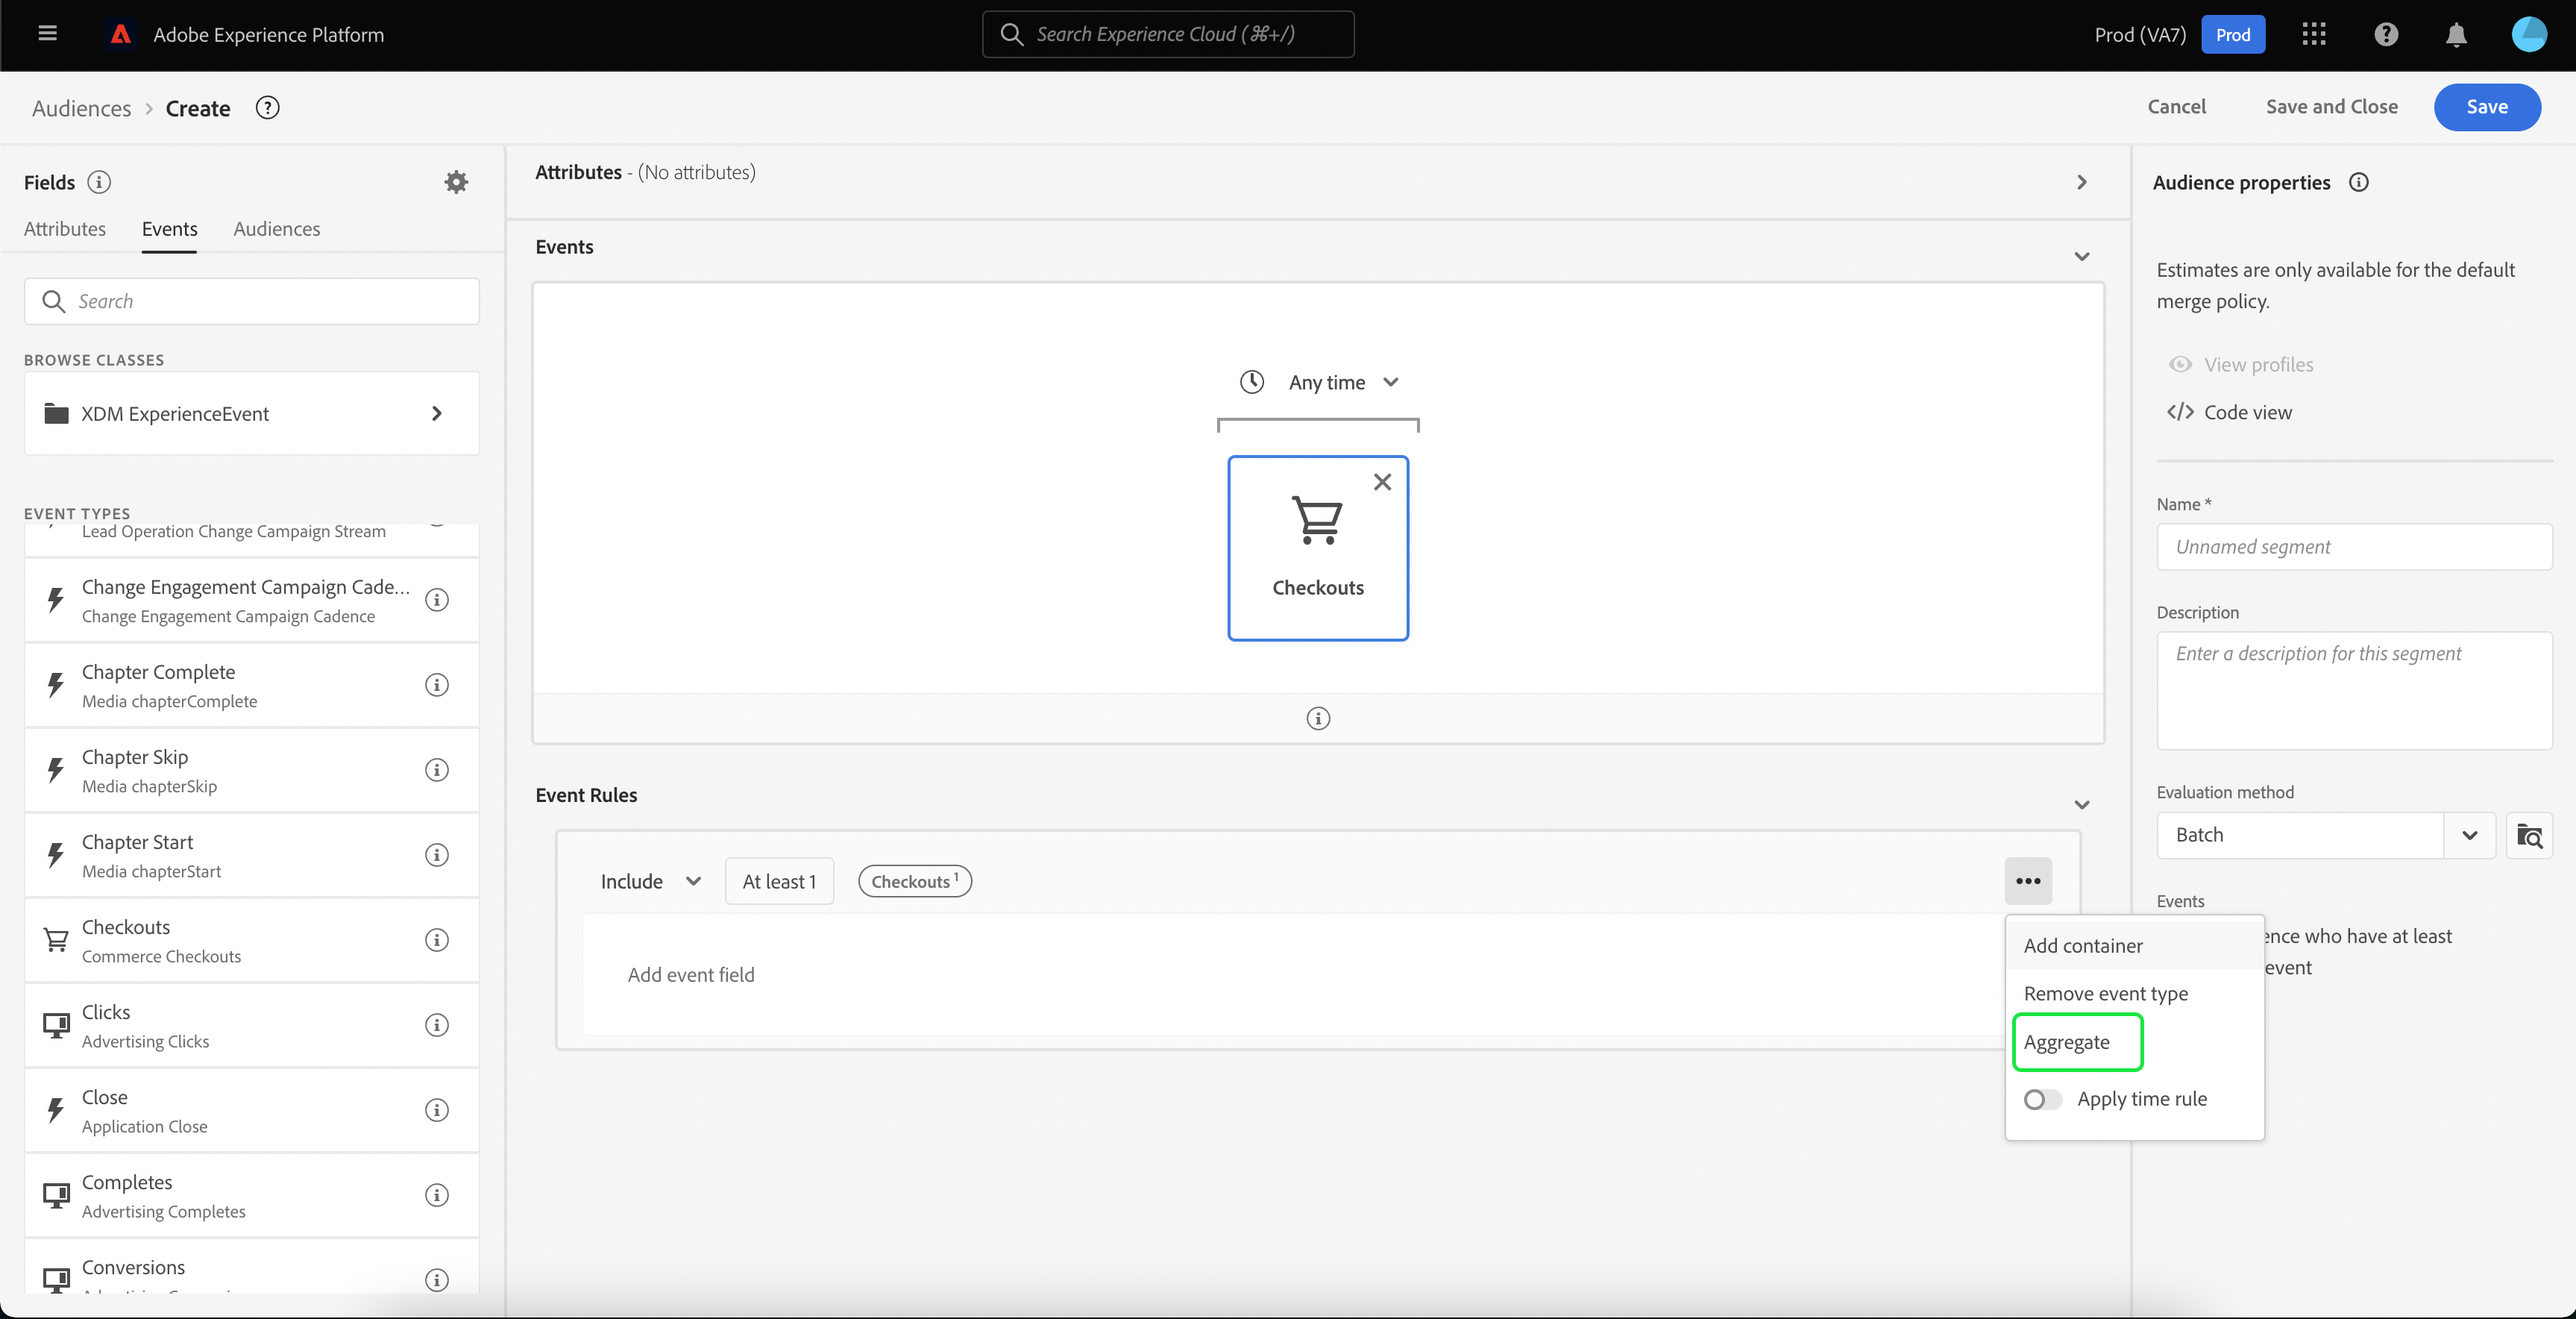 Adobe Experience Platform
Search Experience Cloud (⌘+/)
Prod (VA7)
Prod
Audiences
Create
Cancel
Save and Close
Save
Fields
Attributes
Events
Audiences
Search
BROWSE CLASSES
XDM ExperienceEvent
EVENT TYPES
Lead Operation Change Campaign Stream
Change Engagement Campaign Cade...
Change Engagement Campaign Cadence
Chapter Complete
Media chapterComplete
Chapter Skip
Media chapterSkip
Chapter Start
Media chapterStart
Checkouts
Commerce Checkouts
Clicks
Advertising Clicks
Close
Application Close
Completes
Advertising Completes
Conversions
Attributes - (No attributes)
Events
Any time
Checkouts
Event Rules
Include
At least 1
Checkouts 1
Add event field
Add container
Remove event type
Aggregate
Apply time rule
Audience properties
Estimates are only available for the default
merge policy.
View profiles
Code view
Name *
Unnamed segment
Description
Enter a description for this segment
Evaluation method
Batch
Events
ence who have at least
event